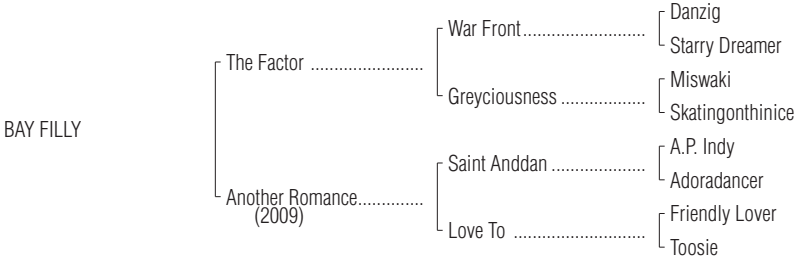 Danzig
War Front........................
Starry Dreamer
The Factor ......................
Miswaki
Greyciousness .................
Skatingonthinice
BAY FILLY
A.P. Indy
Saint Anddan ...................
Adoradancer
Another Romance.............
(2009)
Friendly Lover
Love To ..........................
Toosie